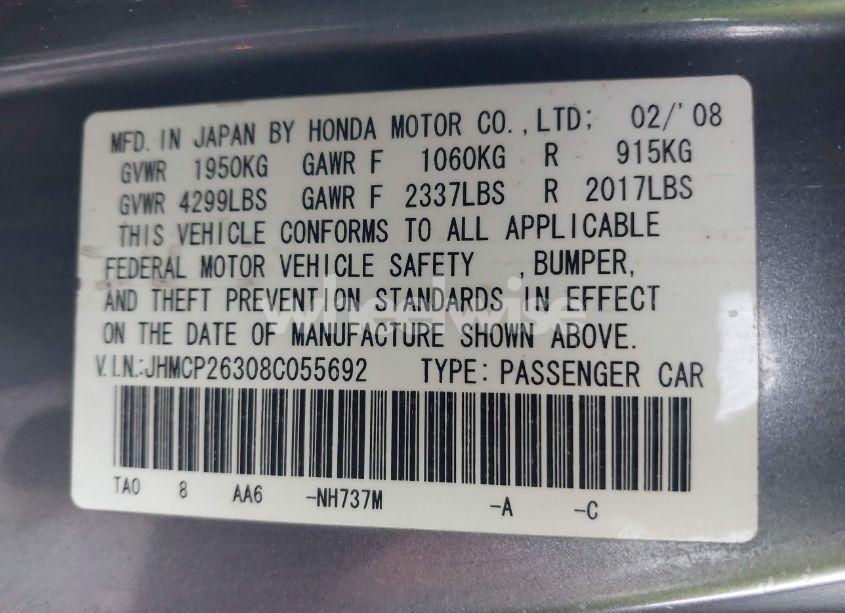 MFD. IN JAPAN BY HONDA MOTOR CO., LTD; 02/'08
GVWR 1950KG GAWR F 1060KG R 915KG
GVWR 4299LBS GAWR F 2337LBS R 2017LBS
THIS VEHICLE CONFORMS TO ALL APPLICABLE
FEDERAL MOTOR VEHICLE SAFETY , BUMPER,
AND THEFT PREVENTION STANDARDS IN EFFECT
wheelwise
ON THE DATE OF MANUFACTURE SHOWN ABOVE.
V.I.N.:JHMCP26308C055692 TYPE: PASSENGER CAR
TA0 8 AA6 -NH737M -A -C